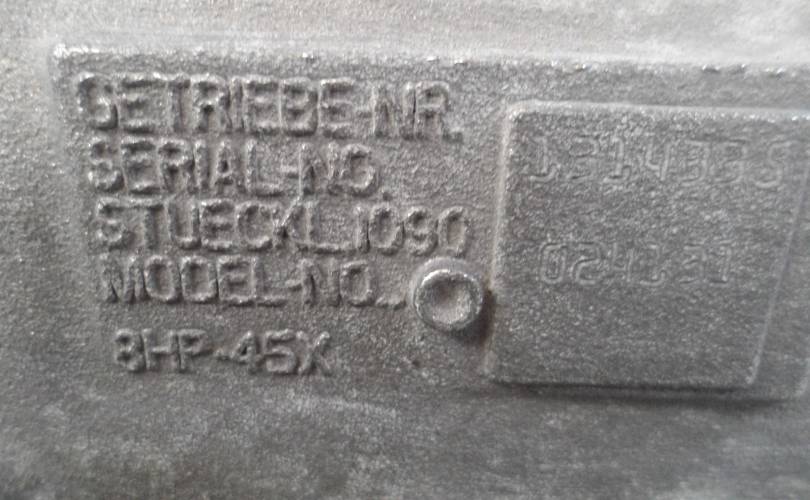 GETRIEBE-NR.
SERIAL-NO.
STUECKL.1090
MODEL-NO..
8HP-45X